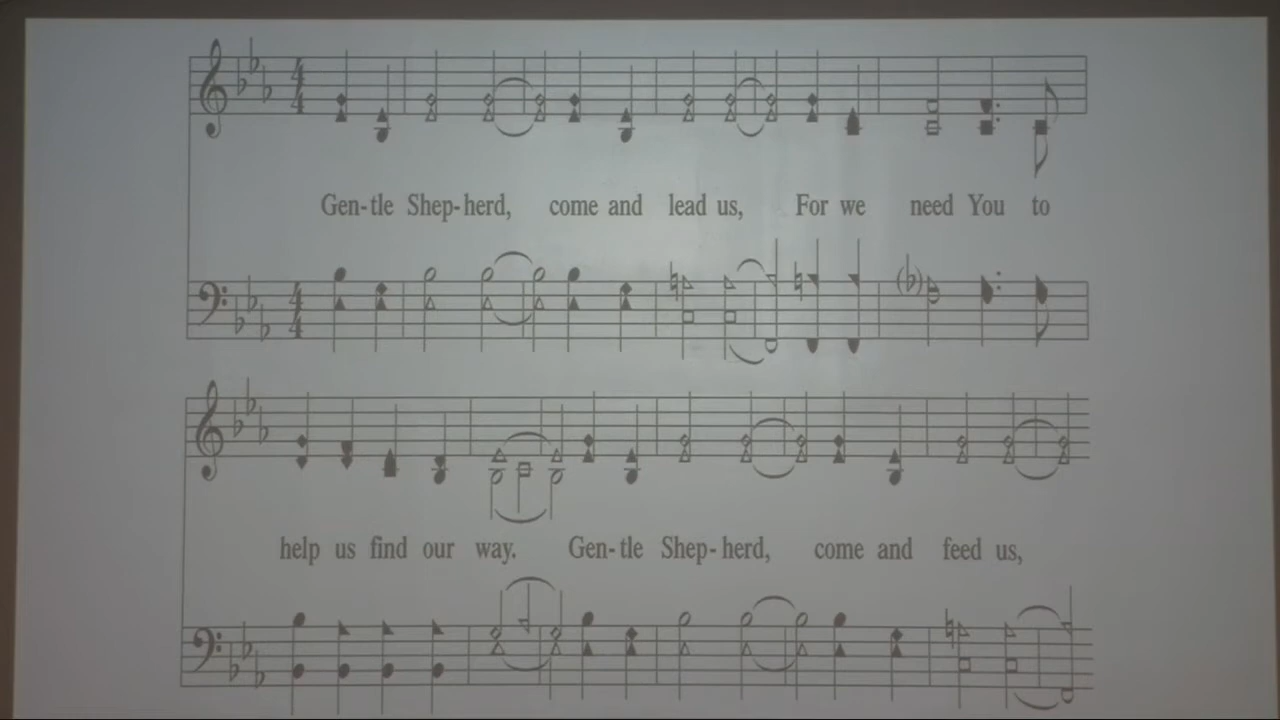 Gen-tle Shep-herd, come and lead us, For we need You to
help us find our way. Gen-tle Shep-herd, come and feed us,